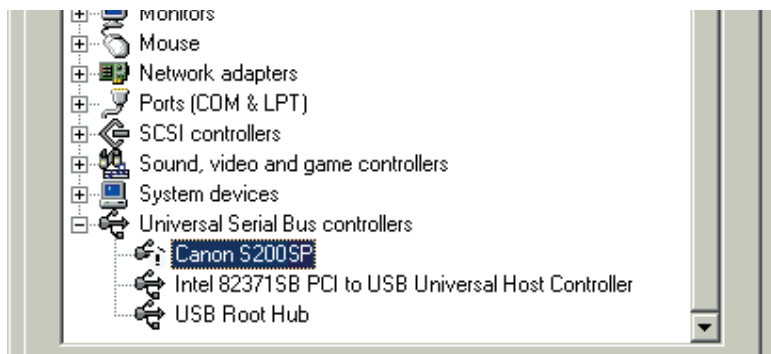 Monitors
Mouse
Network adapters
Ports (COM & LPT)
SCSI controllers
Sound, video and game controllers
System devices
Universal Serial Bus controllers
Canon S200SP
Intel 82371SB PCI to USB Universal Host Controller
USB Root Hub